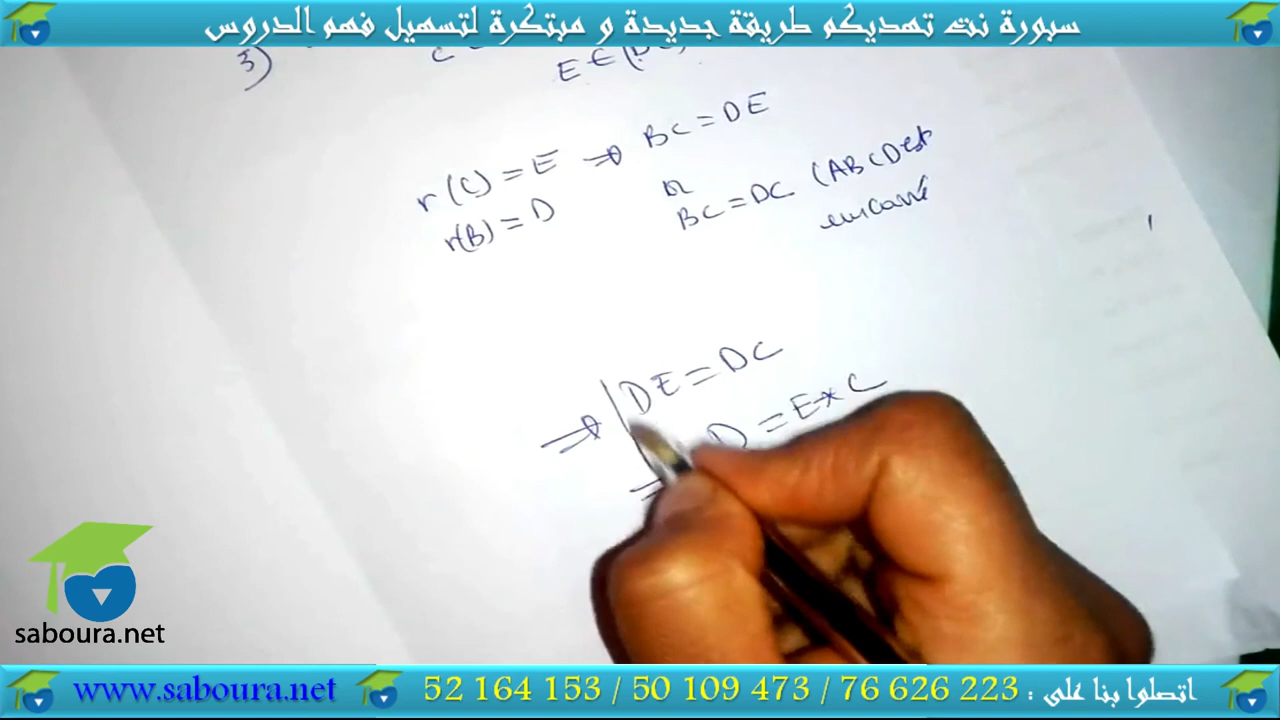 سبورة نت تهديكم طريقة جديدة و مبتكرة لتسهيل فهم الدروس
3)
E ∈ (DC)
r(C) = E ⇒ BC = DE
r(B) = D
or
BC = DC (ABCD est
un carré
⇒ | DE = DC
D = E * C
saboura.net
www.saboura.net
52 164 153 / 50 109 473 / 76 626 223 : اتصلوا بنا على